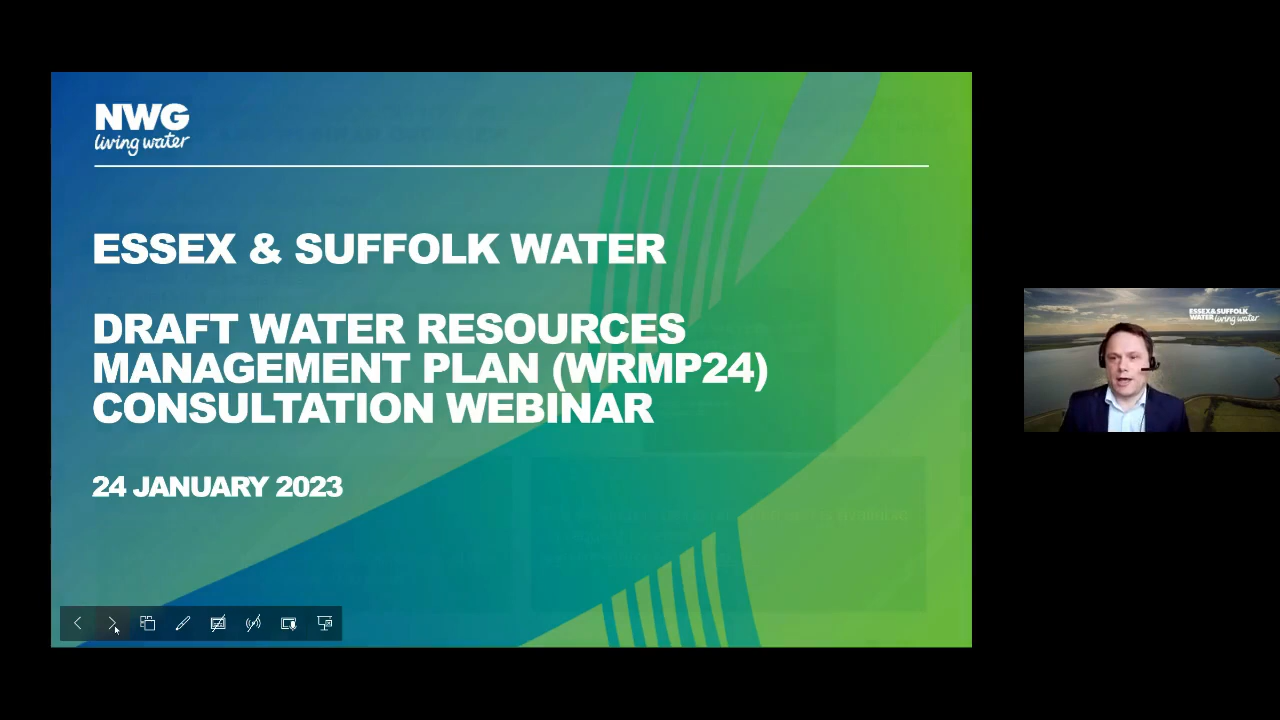 NWG
living water
ESSEX & SUFFOLK WATER
DRAFT WATER RESOURCES
MANAGEMENT PLAN (WRMP24)
CONSULTATION WEBINAR
24 JANUARY 2023
ESSEX&SUFFOLK
WATER living water